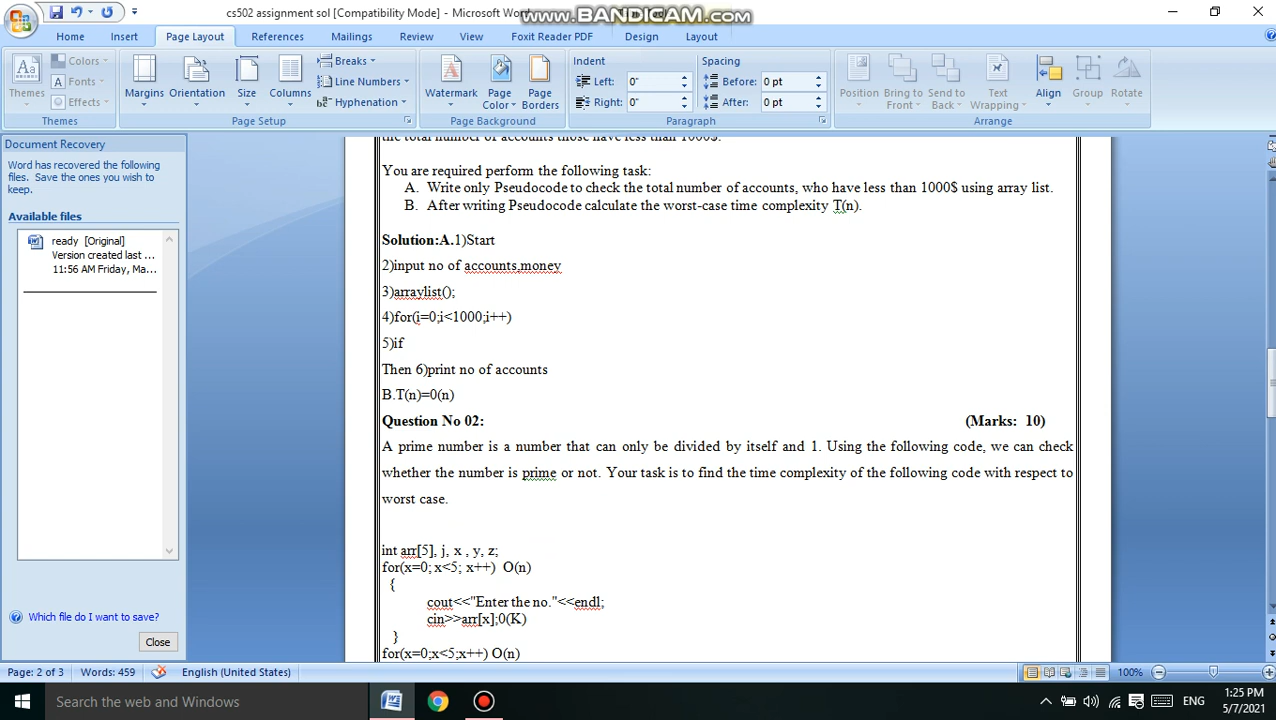 cs502 assignment sol [Compatibility Mode] - Microsoft Word
www.BANDICAM.com
Home Insert Page Layout References Mailings Review View Foxit Reader PDF Design Layout
Themes
Colors
Fonts
Effects
Themes
Margins Orientation Size Columns
Breaks
Line Numbers
Hyphenation
Page Setup
Watermark Page Color Page Borders
Page Background
Indent
Left: 0"
Right: 0"
Spacing
Before: 0 pt
After: 0 pt
Paragraph
Position Bring to Front Send to Back Text Wrapping Align Group Rotate
Arrange
Document Recovery
Word has recovered the following files. Save the ones you wish to keep.
Available files
ready [Original]
Version created last ...
11:56 AM Friday, Ma...
Which file do I want to save?
Close
the total number of accounts those have less than 1000$.
You are required perform the following task:
A. Write only Pseudocode to check the total number of accounts, who have less than 1000$ using array list.
B. After writing Pseudocode calculate the worst-case time complexity T(n).
Solution:A.1)Start
2)input no of accounts,money
3)arraylist();
4)for(i=0;i<1000;i++)
5)if
Then 6)print no of accounts
B.T(n)=0(n)
Question No 02: (Marks: 10)
A prime number is a number that can only be divided by itself and 1. Using the following code, we can check
whether the number is prime or not. Your task is to find the time complexity of the following code with respect to
worst case.
int arr[5], j, x , y, z;
for(x=0; x<5; x++) O(n)
{
cout<<"Enter the no."<<endl;
cin>>arr[x];0(K)
}
for(x=0;x<5;x++) O(n)
Page: 2 of 3 Words: 459 English (United States) 100%
Search the web and Windows
ENG
1:25 PM
5/7/2021